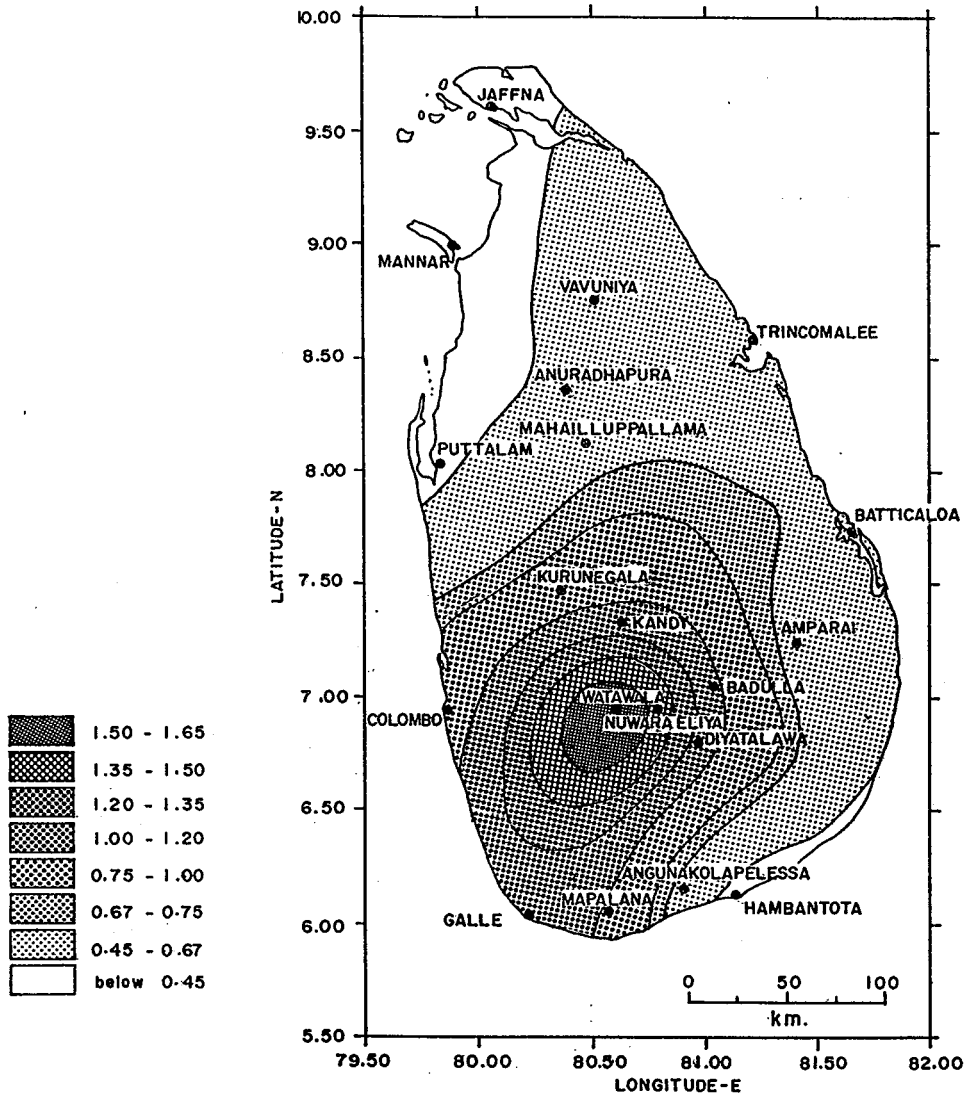 10.00
JAFFNA
9.50
9.00
MANNAR
VAVUNIYA
TRINCOMALEE
8.50
ANURADHAPURA
MAHAILLUPPALLAMA
PUTTALAM
8.00
BATTICALOA
LATITUDE-N
7.50
KURUNEGALA
KANDY
AMPARAI
7.00
BADULLA
WATAWALA
COLOMBO
NUWARA ELIYA
DIYATALAWA
6.50
ANGUNAKOLAPELESSA
MAPALANA
HAMBANTOTA
GALLE
6.00
0 50 100
km.
5.50
79.50 80.00 80.50 81.00 81.50 82.00
LONGITUDE-E
1.50 - 1.65
1.35 - 1.50
1.20 - 1.35
1.00 - 1.20
0.75 - 1.00
0.67 - 0.75
0.45 - 0.67
below 0.45